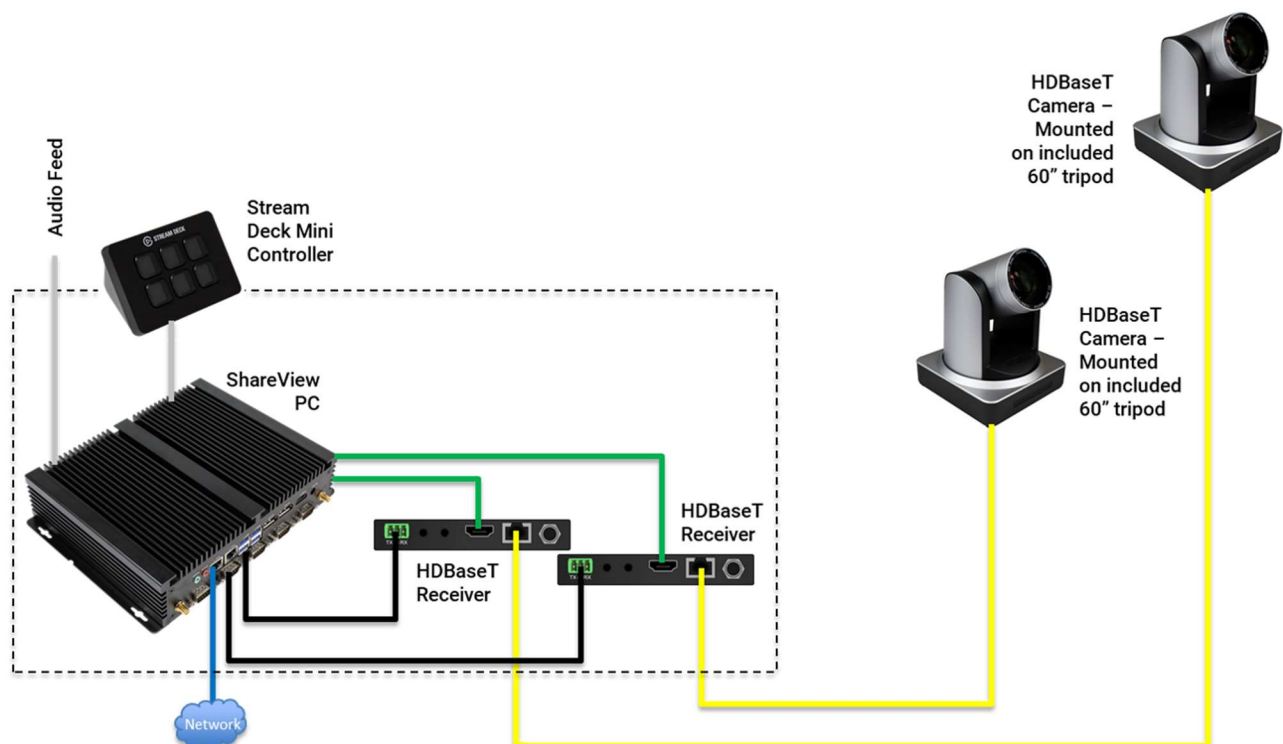 HDBaseT
Camera –
Mounted
on included
60” tripod
Audio Feed
Stream
Deck Mini
Controller
STREAM DECK
HDBaseT
Camera –
Mounted
on included
60” tripod
ShareView
PC
HDBaseT
Receiver
HDBaseT
Receiver
Network